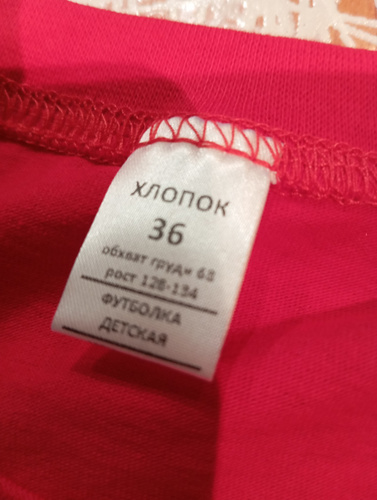 ХЛОПОК
36
обхват груди 68
рост 128-134
ФУТБОЛКА
ДЕТСКАЯ